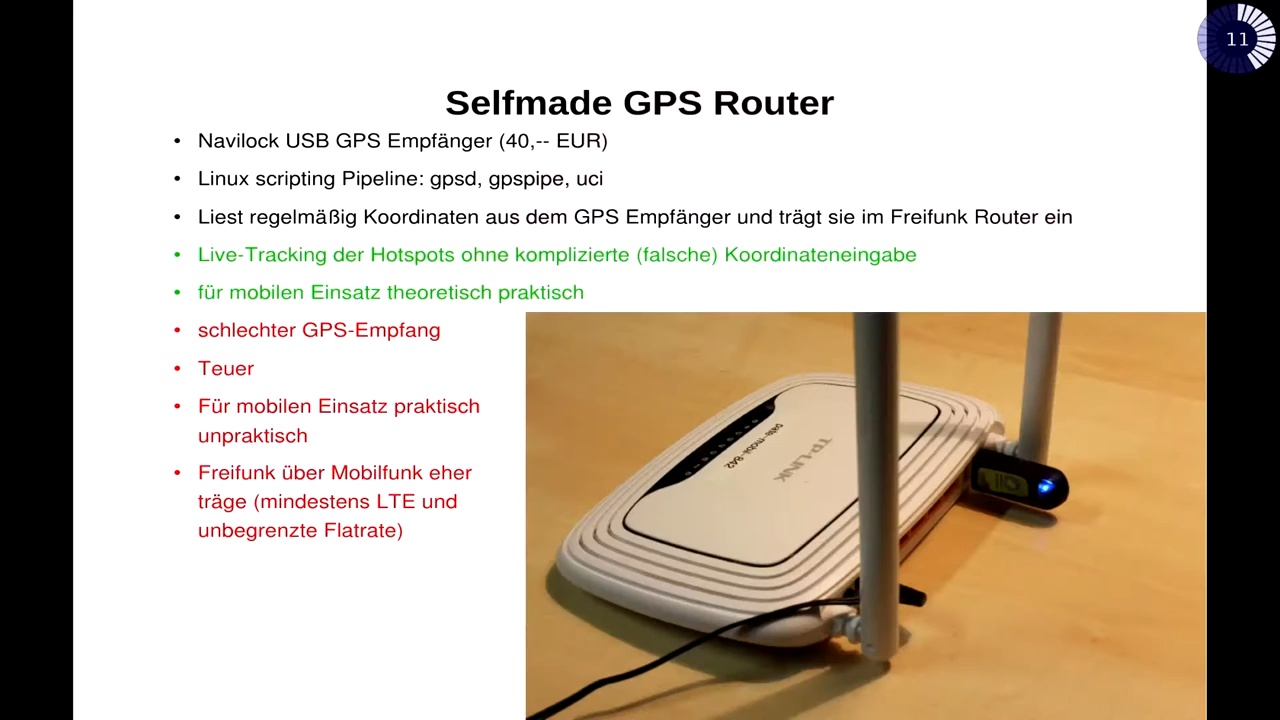 11
Selfmade GPS Router
• Navilock USB GPS Empfänger (40,-- EUR)
• Linux scripting Pipeline: gpsd, gpspipe, uci
• Liest regelmäßig Koordinaten aus dem GPS Empfänger und trägt sie im Freifunk Router ein
• Live-Tracking der Hotspots ohne komplizierte (falsche) Koordinateneingabe
• für mobilen Einsatz theoretisch praktisch
• schlechter GPS-Empfang
• Teuer
• Für mobilen Einsatz praktisch
unpraktisch
• Freifunk über Mobilfunk eher
träge (mindestens LTE und
unbegrenzte Flatrate)
TP-LINK